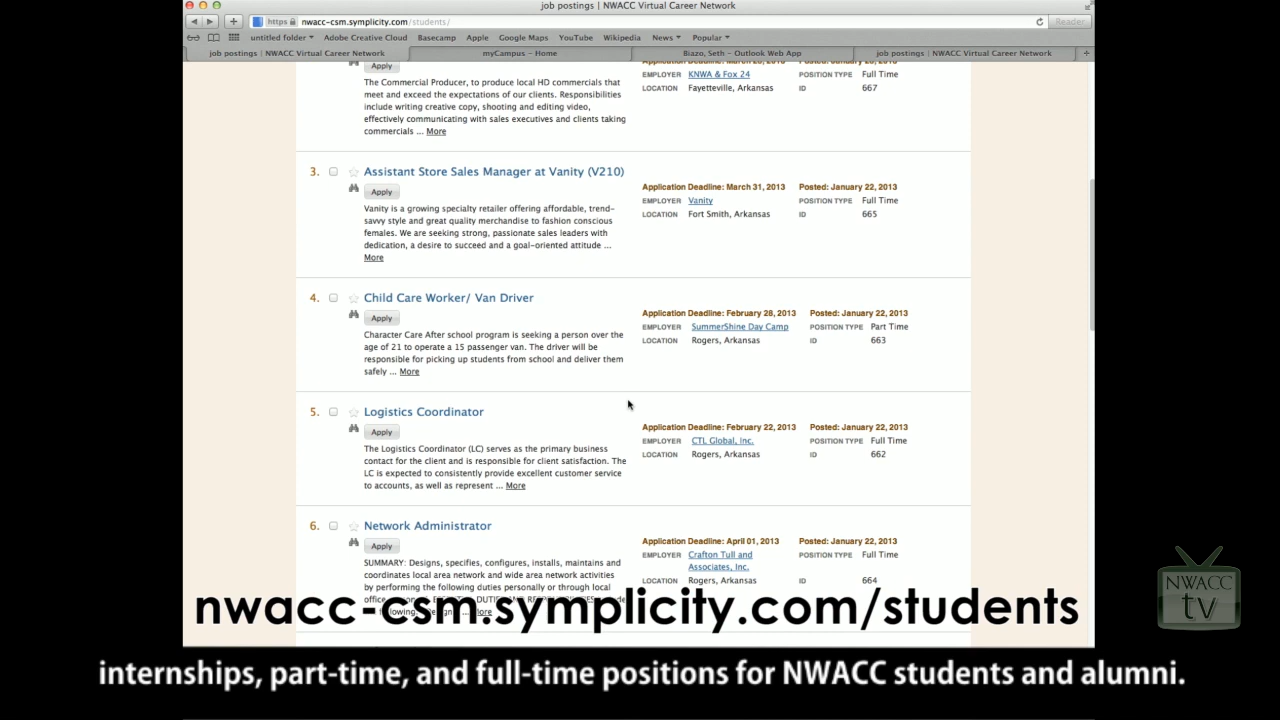 job postings | NWACC Virtual Career Network
https nwacc-csm.symplicity.com/students/ Reader
untitled folder Adobe Creative Cloud Basecamp Apple Google Maps YouTube Wikipedia News Popular
job postings | NWACC Virtual Career Network myCampus - Home Biazo, Seth - Outlook Web App job postings | NWACC Virtual Career Network
Apply
The Commercial Producer, to produce local HD commercials that
meet and exceed the expectations of our clients. Responsibilities
include writing creative copy, shooting and editing video,
effectively communicating with sales executives and clients taking
commercials ... More
EMPLOYER KNWA & Fox 24 POSITION TYPE Full Time
LOCATION Fayetteville, Arkansas ID 667
3. Assistant Store Sales Manager at Vanity (V210)
Apply
Vanity is a growing specialty retailer offering affordable, trend-
savvy style and great quality merchandise to fashion conscious
females. We are seeking strong, passionate sales leaders with
dedication, a desire to succeed and a goal-oriented attitude ...
More
Application Deadline: March 31, 2013 Posted: January 22, 2013
EMPLOYER Vanity POSITION TYPE Full Time
LOCATION Fort Smith, Arkansas ID 665
4. Child Care Worker/ Van Driver
Apply
Character Care After school program is seeking a person over the
age of 21 to operate a 15 passenger van. The driver will be
responsible for picking up students from school and deliver them
safely ... More
Application Deadline: February 28, 2013 Posted: January 22, 2013
EMPLOYER SummerShine Day Camp POSITION TYPE Part Time
LOCATION Rogers, Arkansas ID 663
5. Logistics Coordinator
Apply
The Logistics Coordinator (LC) serves as the primary business
contact for the client and is responsible for client satisfaction. The
LC is expected to consistently provide excellent customer service
to accounts, as well as represent ... More
Application Deadline: February 22, 2013 Posted: January 22, 2013
EMPLOYER CTL Global, Inc. POSITION TYPE Full Time
LOCATION Rogers, Arkansas ID 662
6. Network Administrator
Apply
SUMMARY: Designs, specifies, configures, installs, maintains and
coordinates local area network and wide area network activities
by performing the following duties personally or through local
Application Deadline: April 01, 2013 Posted: January 22, 2013
EMPLOYER Crafton Tull and POSITION TYPE Full Time
Associates, Inc.
LOCATION Rogers, Arkansas ID 664
nwacc-csm.symplicity.com/students
NWACC
tv
internships, part-time, and full-time positions for NWACC students and alumni.